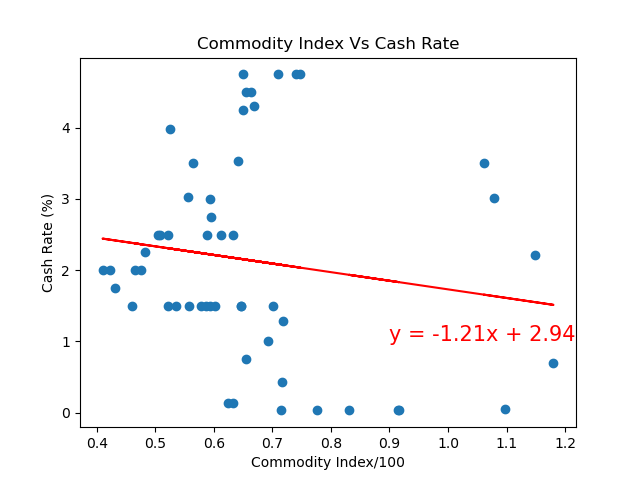 Commodity Index Vs Cash Rate
Cash Rate (%)
4
3
2
1
0
y = -1.21x + 2.94
0.4 0.5 0.6 0.7 0.8 0.9 1.0 1.1 1.2
Commodity Index/100